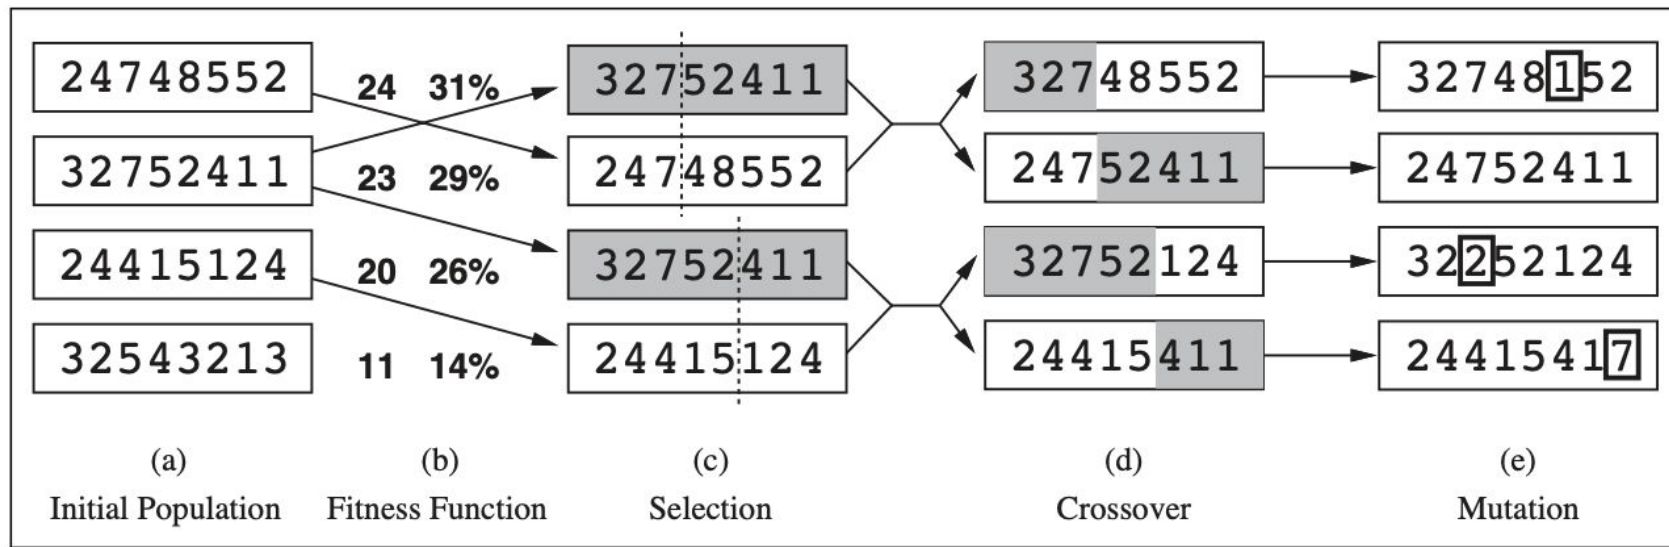 24748552 24 31% 32752411 32748552 32748152
32752411 23 29% 24748552 24752411 24752411
24415124 20 26% 32752411 32752124 32252124
32543213 11 14% 24415124 24415411 24415417
(a) (b) (c) (d) (e)
Initial Population Fitness Function Selection Crossover Mutation